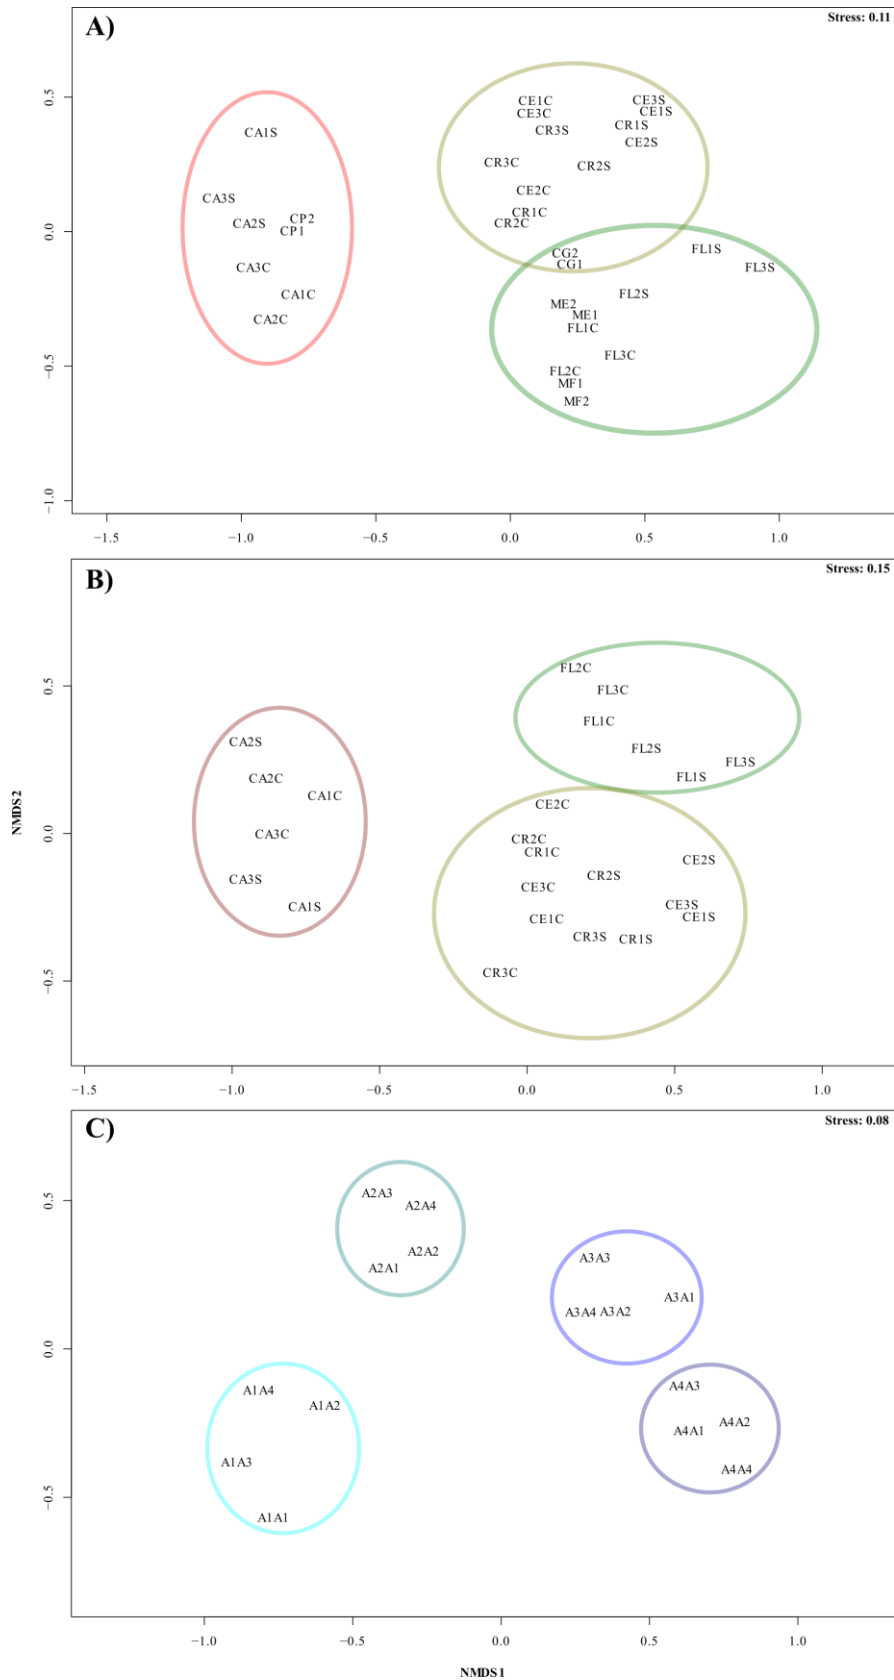 A)
Stress: 0.11
0.5
0.0
−0.5
−1.0
CA1S
CA3S
CA2S
CP2
CP1
CA3C
CA1C
CA2C
CE1C
CE3C
CR3S
CE3S
CE1S
CR1S
CE2S
CR3C
CR2S
CE2C
CR1C
CR2C
CG2
CG1
FL1S
FL3S
ME2
FL2S
ME1
FL1C
FL3C
FL2C
MF1
MF2
−1.5 −1.0 −0.5 0.0 0.5 1.0
B)
Stress: 0.15
NMDS 2
0.5
0.0
−0.5
CA2S
CA2C
CA1C
CA3C
CA3S
CA1S
FL2C
FL3C
FL1C
FL2S
FL3S
FL1S
CE2C
CR2C
CR1C
CE2S
CR2S
CE3C
CE3S
CE1C
CE1S
CR3S
CR1S
CR3C
−1.5 −1.0 −0.5 0.0 0.5 1.0
C)
Stress: 0.08
0.5
0.0
−0.5
A2A3
A2A4
A2A2
A2A1
A3A3
A3A1
A3A4 A3A2
A1A4
A1A2
A1A3
A1A1
A4A3
A4A2
A4A1
A4A4
−1.0 −0.5 0.0 0.5 1.0
NMDS 1